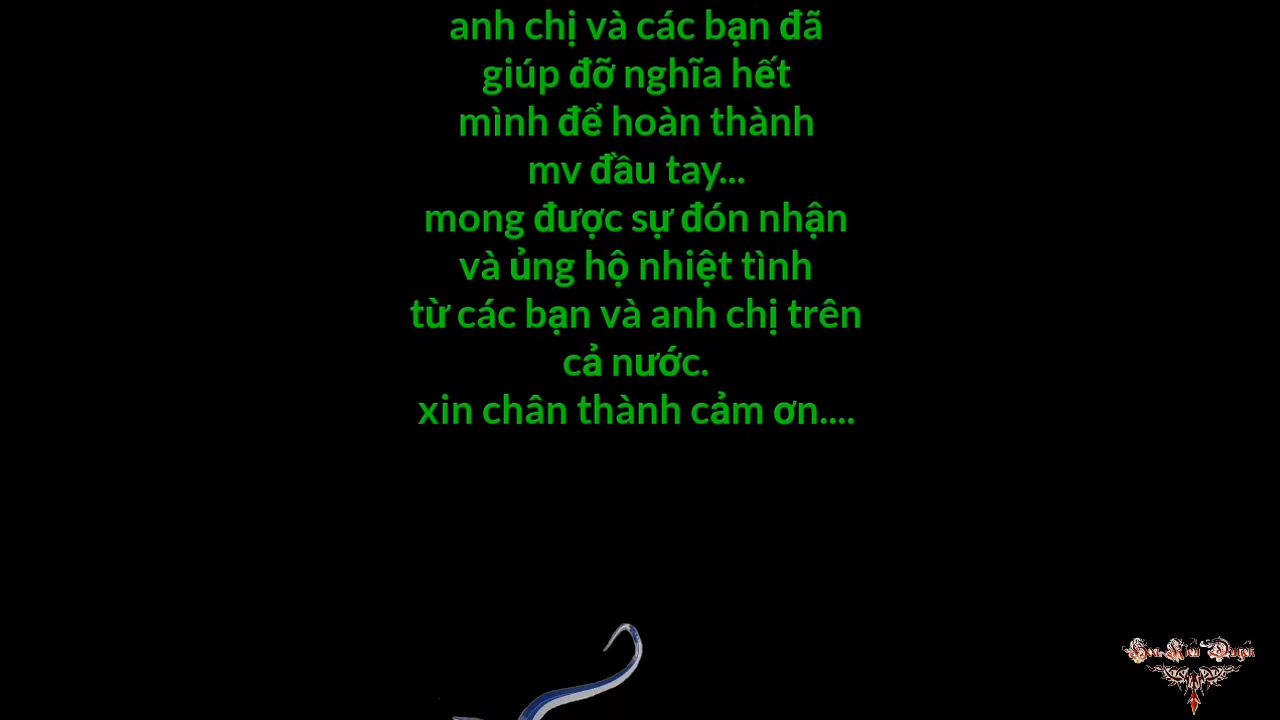 anh chị và các bạn đã
giúp đỡ nghĩa hết
mình để hoàn thành
mv đầu tay...
mong được sự đón nhận
và ủng hộ nhiệt tình
từ các bạn và anh chị trên
cả nước.
xin chân thành cảm ơn....